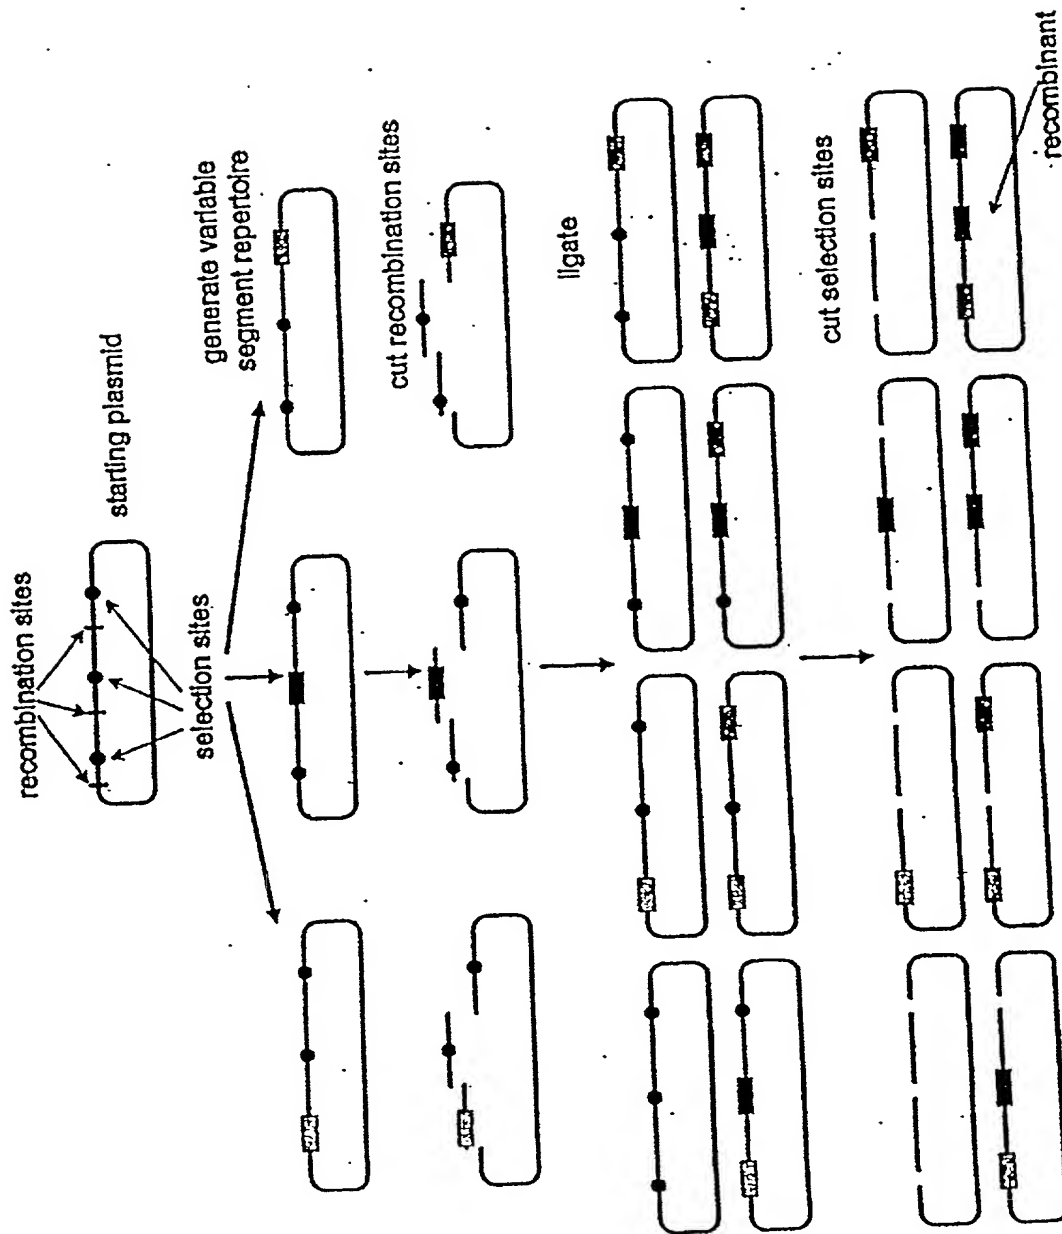 recombination sites
starting plasmid
selection sites
generate variable
segment repertoire
cut recombination sites
ligate
cut selection sites
recombinant